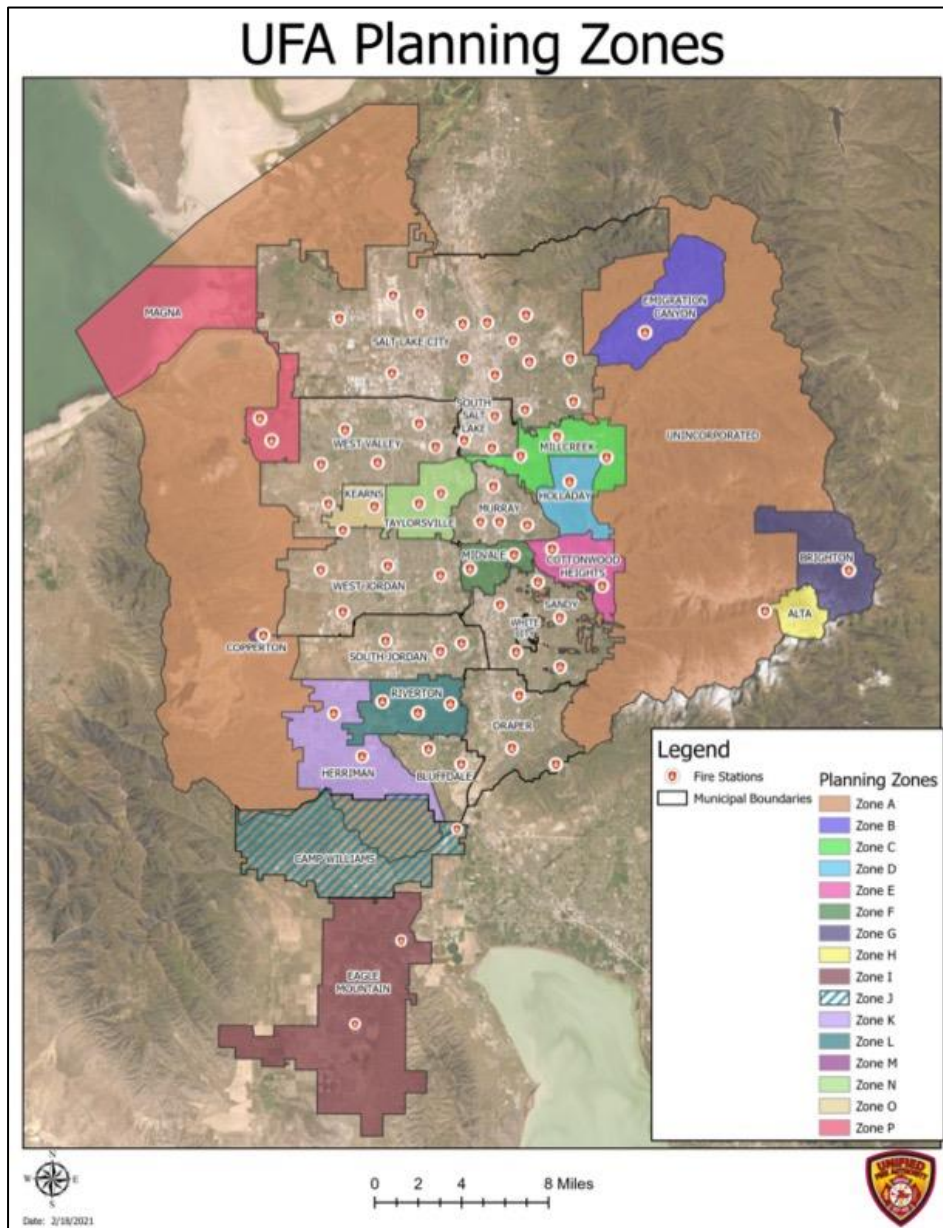 UFA Planning Zones
MAGNA
EMIGRATION
CANYON
SALT LAKE CITY
SOUTH
SALT
LAKE
WEST VALLEY
MILLCREEK
UNINCORPORATED
KEARNS
TAYLORSVILLE
MURRAY
HOLLADAY
MIDVALE
COTTONWOOD
HEIGHTS
BRIGHTON
WEST JORDAN
SANDY
WHITE
CITY
ALTA
COPPERTON
SOUTH JORDAN
RIVERTON
DRAPER
HERRIMAN
BLUFFDALE
CAMP WILLIAMS
EAGLE
MOUNTAIN
Legend
Fire Stations
Municipal Boundaries
Planning Zones
Zone A
Zone B
Zone C
Zone D
Zone E
Zone F
Zone G
Zone H
Zone I
Zone J
Zone K
Zone L
Zone M
Zone N
Zone O
Zone P
N
W
E
S
0 2 4 8 Miles
Date: 2/18/2021
UNIFIED
FIRE AUTHORITY